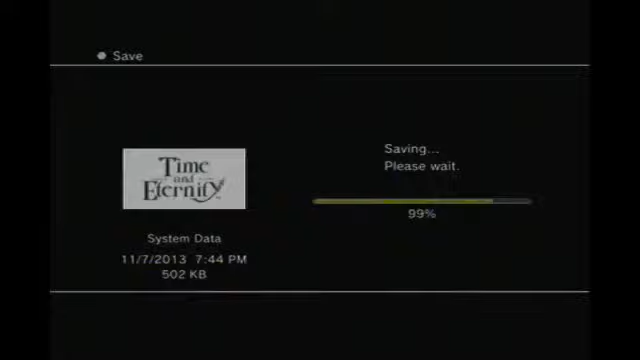 Save
Time
and
Eternity
Saving...
Please wait.
99%
System Data
11/7/2013 7:44 PM
502 KB